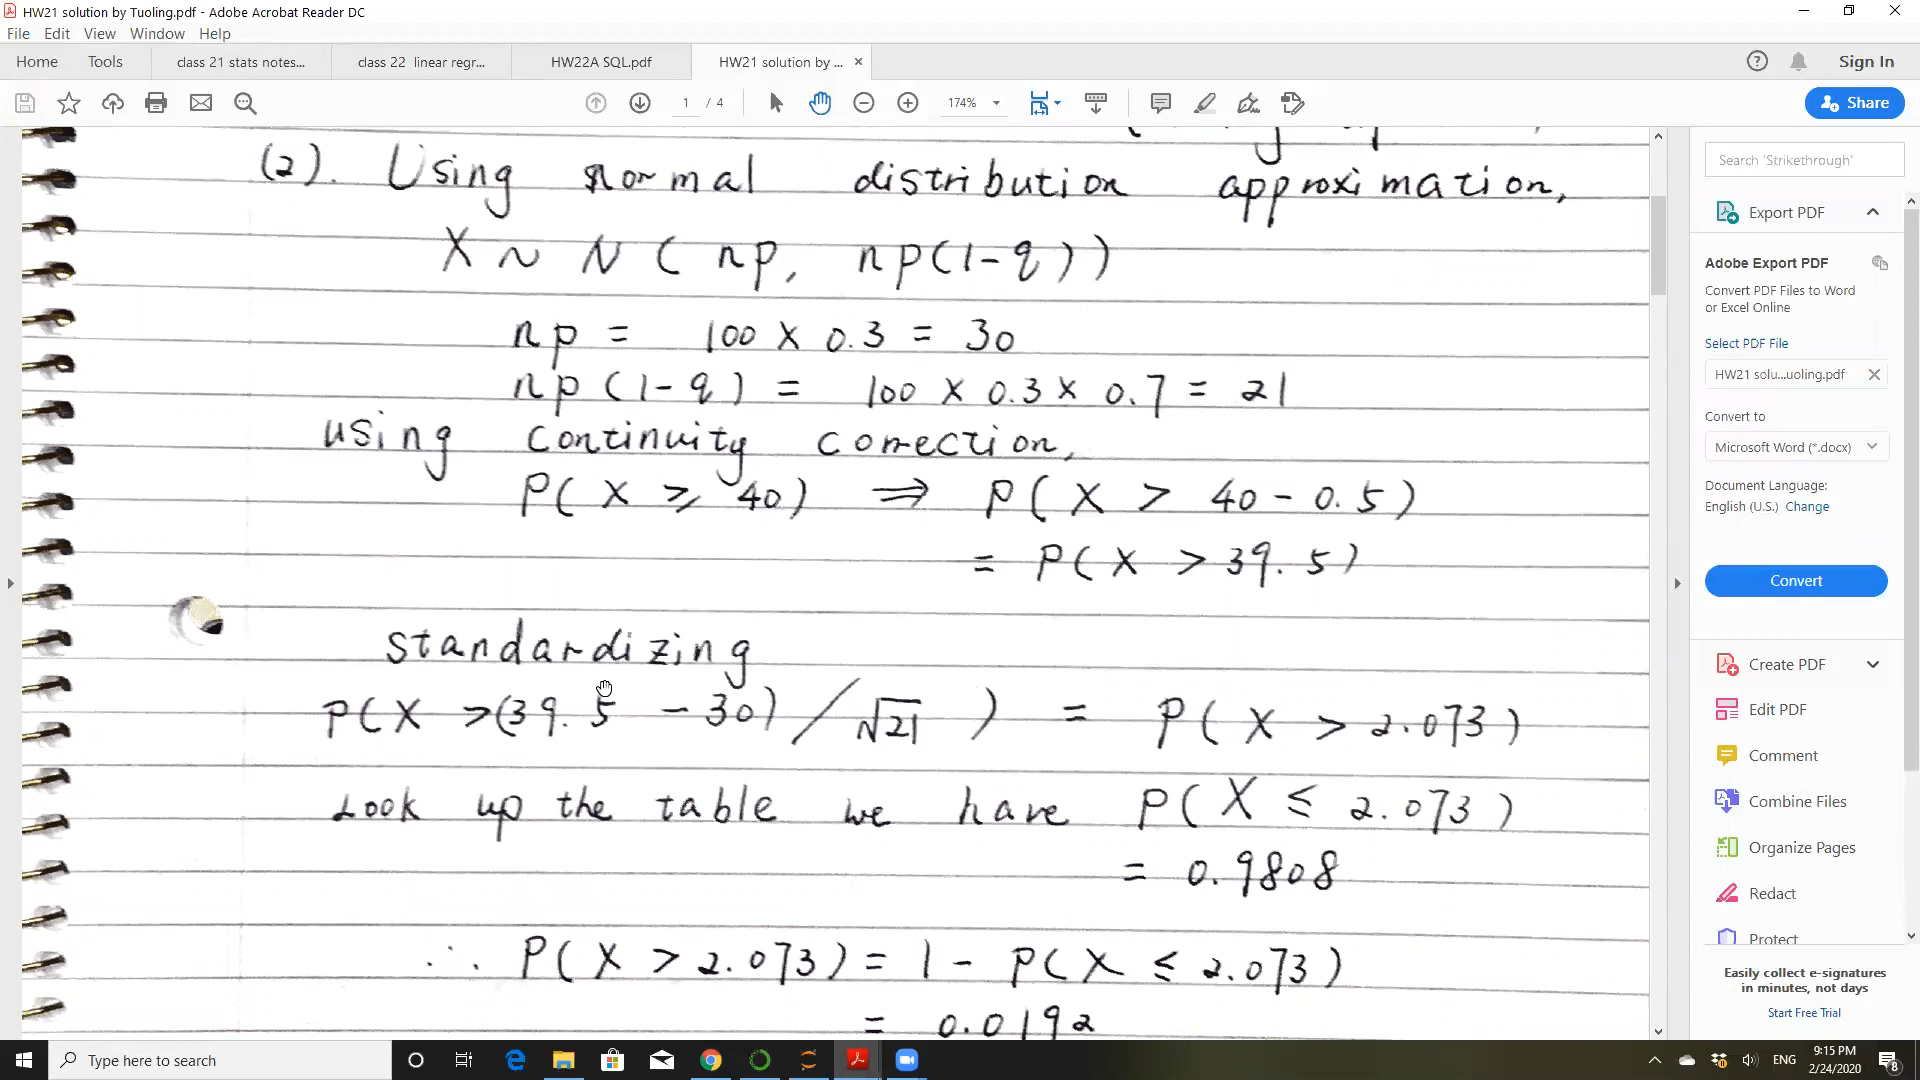 HW21 solution by Tuoling.pdf - Adobe Acrobat Reader DC
File Edit View Window Help
Home Tools class 21 stats notes... class 22 linear regr... HW22A SQL.pdf HW21 solution by ... × Sign In
1 / 4 174% Share
(2). Using normal distribution approximation,
X ~ N ( np, np(1-q))
np = 100 × 0.3 = 30
np (1-q) = 100 × 0.3 × 0.7 = 21
using continuity correction,
P( X ≥ 40) ⇒ P( X > 40 - 0.5)
= P( X > 39.5)
standardizing
P(X >(39.5 - 30) / √21 ) = P( X > 2.073)
Look up the table we have P( X ≤ 2.073)
= 0.9808
∴ P( X > 2.073) = 1 - P( X ≤ 2.073)
= 0.0192
Search 'Strikethrough'
Export PDF
Adobe Export PDF
Convert PDF Files to Word
or Excel Online
Select PDF File
HW21 solu...uoling.pdf ×
Convert to
Microsoft Word (*.docx)
Document Language:
English (U.S.) Change
Convert
Create PDF
Edit PDF
Comment
Combine Files
Organize Pages
Redact
Protect
Easily collect e-signatures
in minutes, not days
Start Free Trial
Type here to search
ENG
9:15 PM
2/24/2020
8